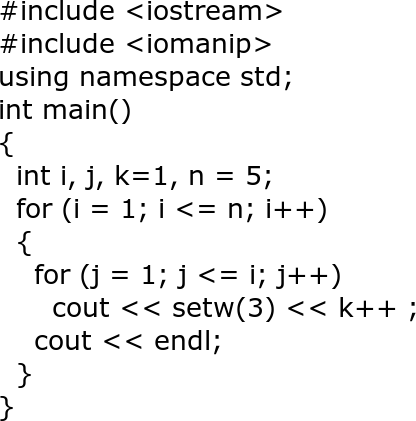 #include <iostream>
#include <iomanip>
using namespace std;
int main()
{
  int i, j, k=1, n = 5;
  for (i = 1; i <= n; i++)
  {
    for (j = 1; j <= i; j++)
      cout << setw(3) << k++ ;
    cout << endl;
  }
}